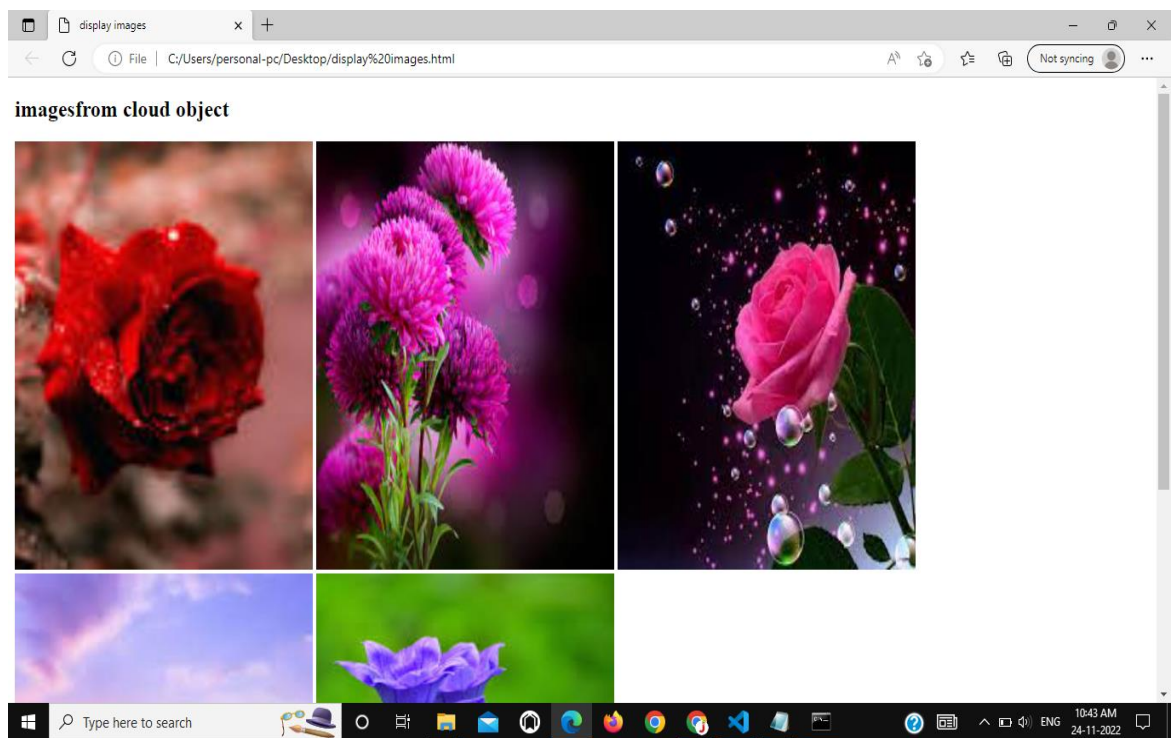 display images
File
C:/Users/personal-pc/Desktop/display%20images.html
Not syncing
imagesfrom cloud object
Type here to search
ENG
10:43 AM
24-11-2022